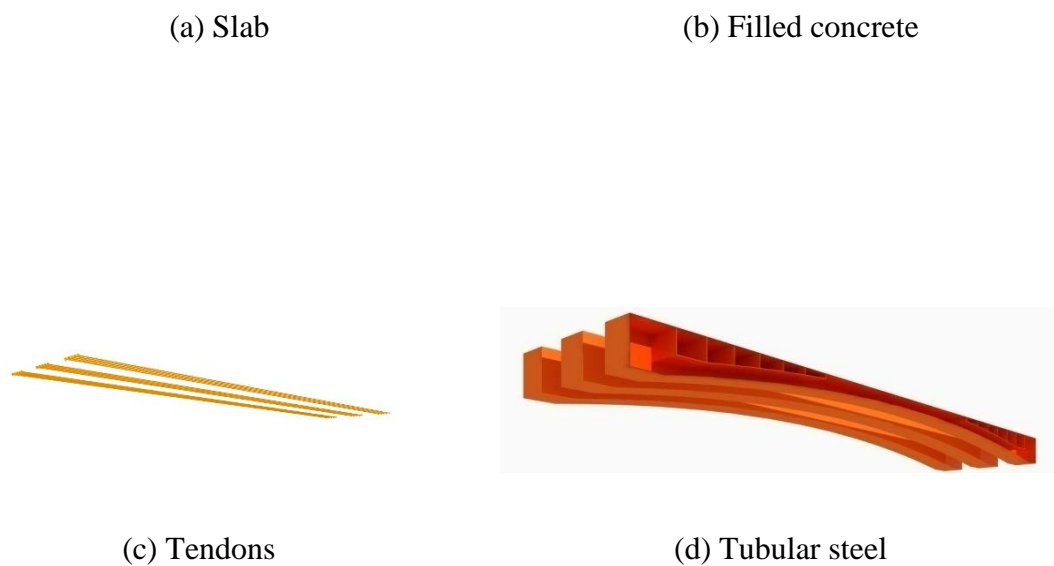 (a) Slab
(b) Filled concrete
(c) Tendons
(d) Tubular steel